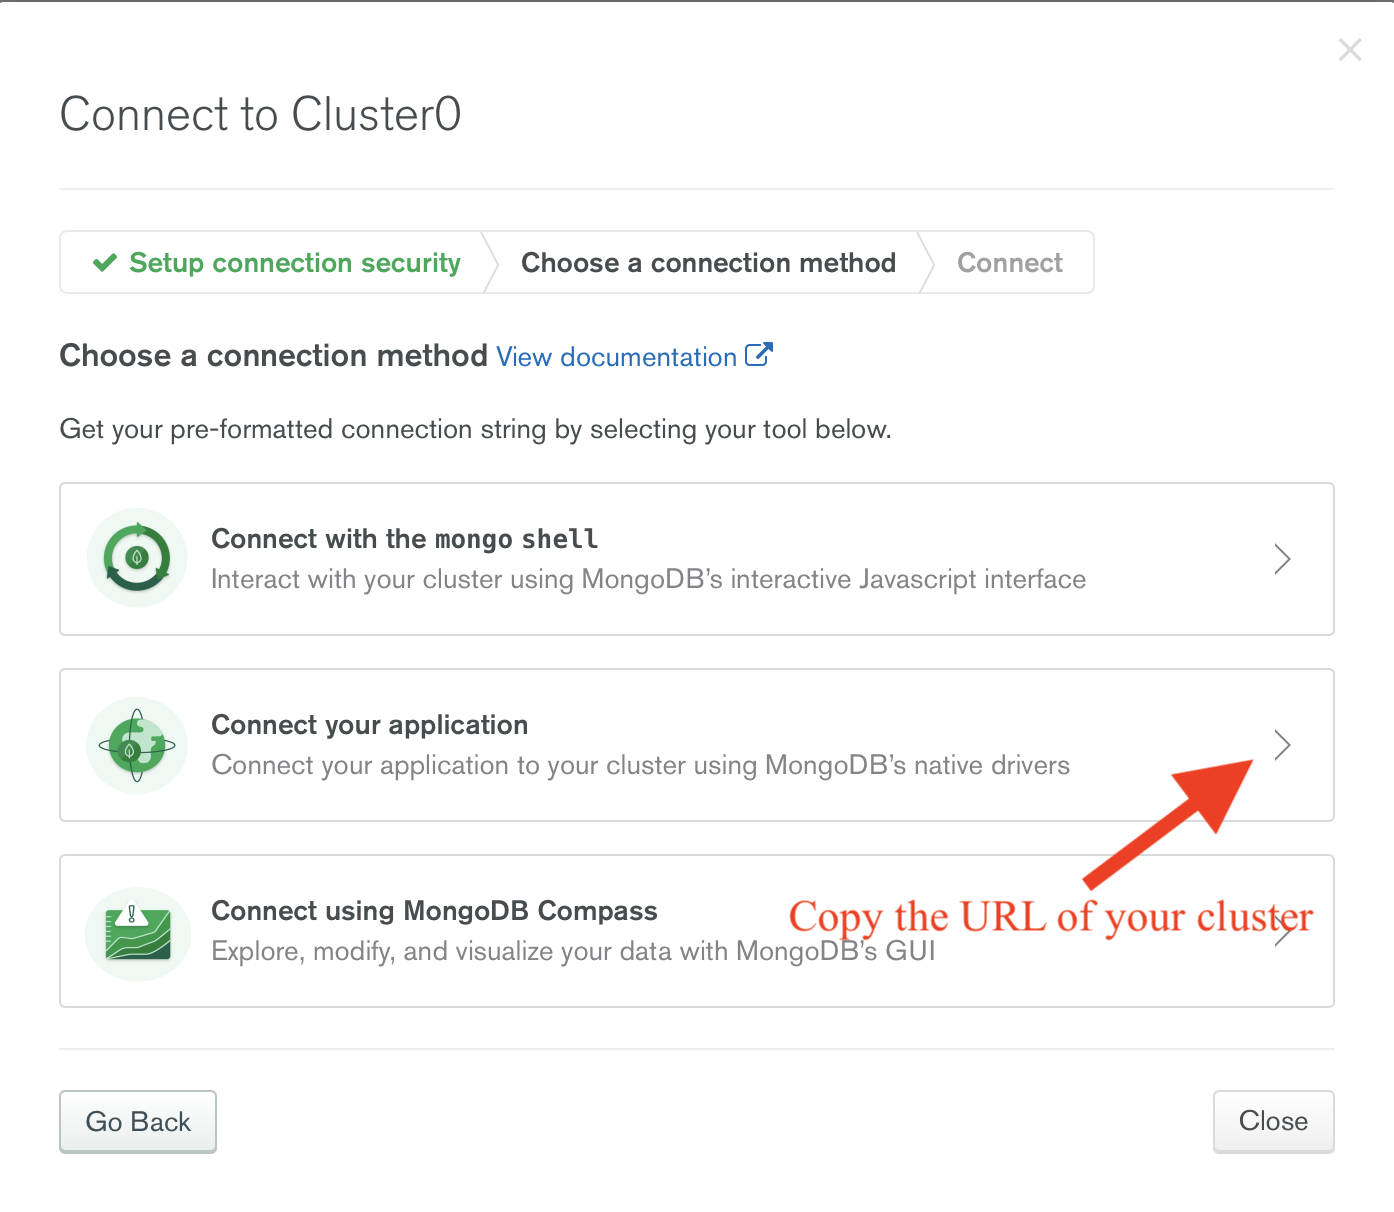 Connect to Cluster0
Setup connection security
Choose a connection method
Connect
Choose a connection method View documentation
Get your pre-formatted connection string by selecting your tool below.
Connect with the mongo shell
Interact with your cluster using MongoDB's interactive Javascript interface
Connect your application
Connect your application to your cluster using MongoDB's native drivers
Connect using MongoDB Compass
Copy the URL of your cluster
Explore, modify, and visualize your data with MongoDB's GUI
Go Back
Close